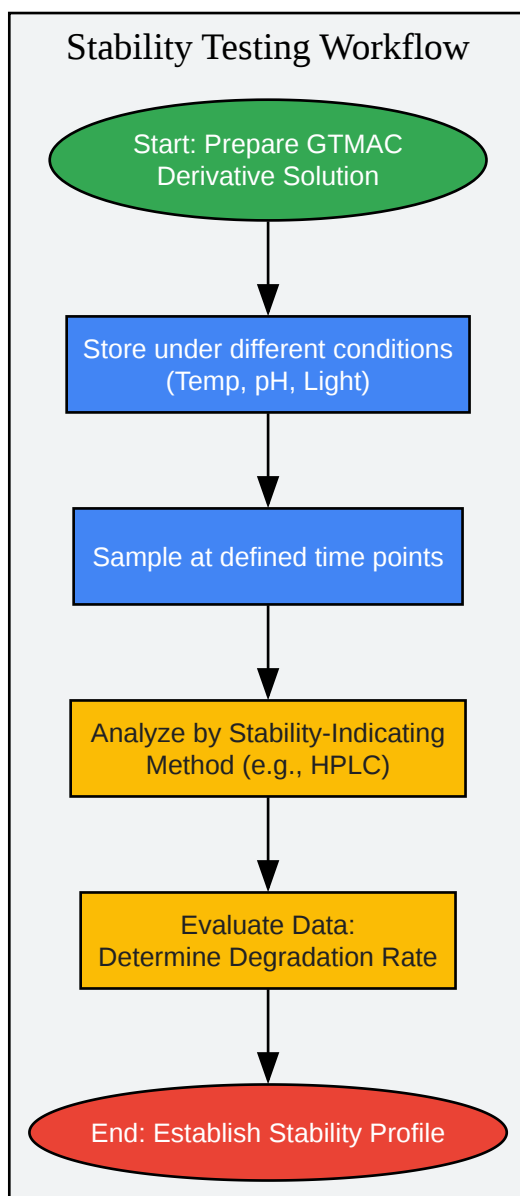 Stability Testing Workflow
Start: Prepare GTMAC
Derivative Solution
Store under different conditions
(Temp, pH, Light)
Sample at defined time points
Analyze by Stability-Indicating
Method (e.g., HPLC)
Evaluate Data:
Determine Degradation Rate
End: Establish Stability Profile